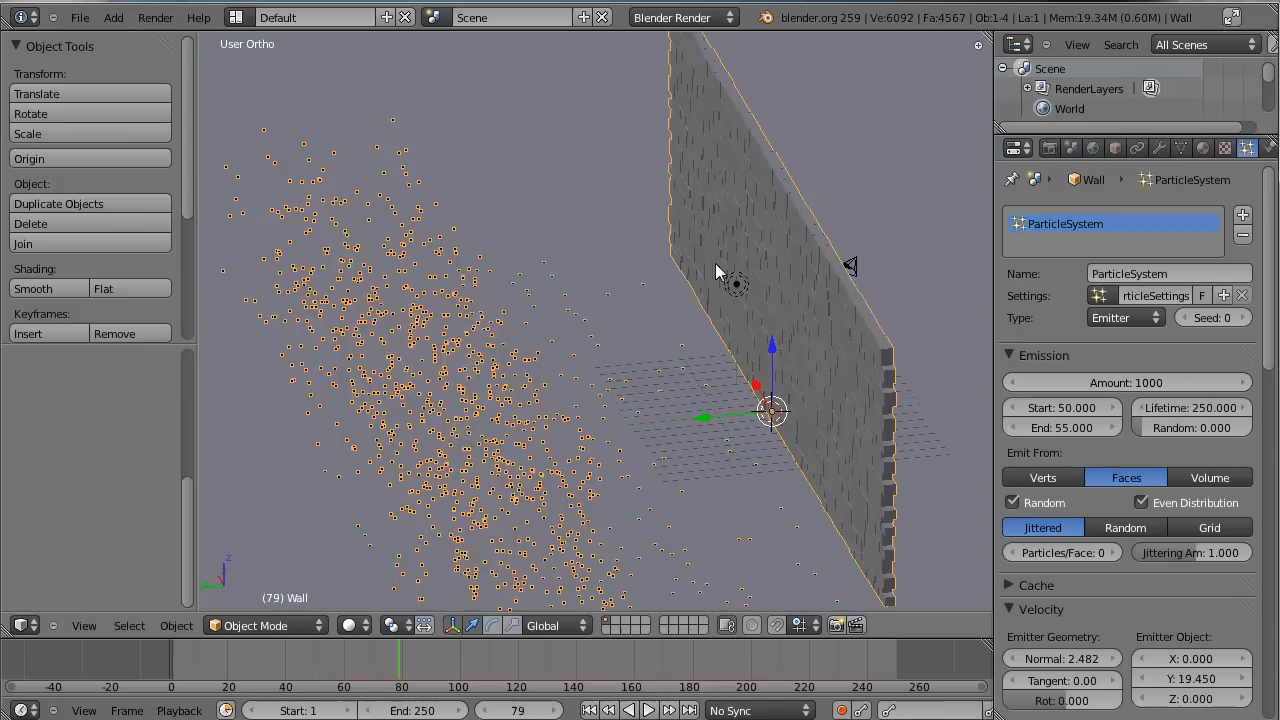 File Add Render Help Default Scene Blender Render blender.org 259 | Ve:6092 | Fa:4567 | Ob:1-4 | La:1 | Mem:19.34M (0.60M) | Wall
Object Tools
Transform:
Translate
Rotate
Scale
Origin
Object:
Duplicate Objects
Delete
Join
Shading:
Smooth Flat
Keyframes:
Insert Remove
User Ortho
z
(79) Wall
View Select Object Object Mode Global
-40 -20 0 20 40 60 80 100 120 140 160 180 200 220 240 260
View Frame Playback Start: 1 End: 250 79 No Sync
View Search All Scenes
Scene
RenderLayers |
World
Wall ParticleSystem
ParticleSystem
Name: ParticleSystem
Settings: rticleSettings F
Type: Emitter Seed: 0
Emission
Amount: 1000
Start: 50.000 Lifetime: 250.000
End: 55.000 Random: 0.000
Emit From:
Verts Faces Volume
Random Even Distribution
Jittered Random Grid
Particles/Face: 0 Jittering Am: 1.000
Cache
Velocity
Emitter Geometry: Emitter Object:
Normal: 2.482 X: 0.000
Tangent: 0.00 Y: 19.450
Rot: 0.000 Z: 0.000